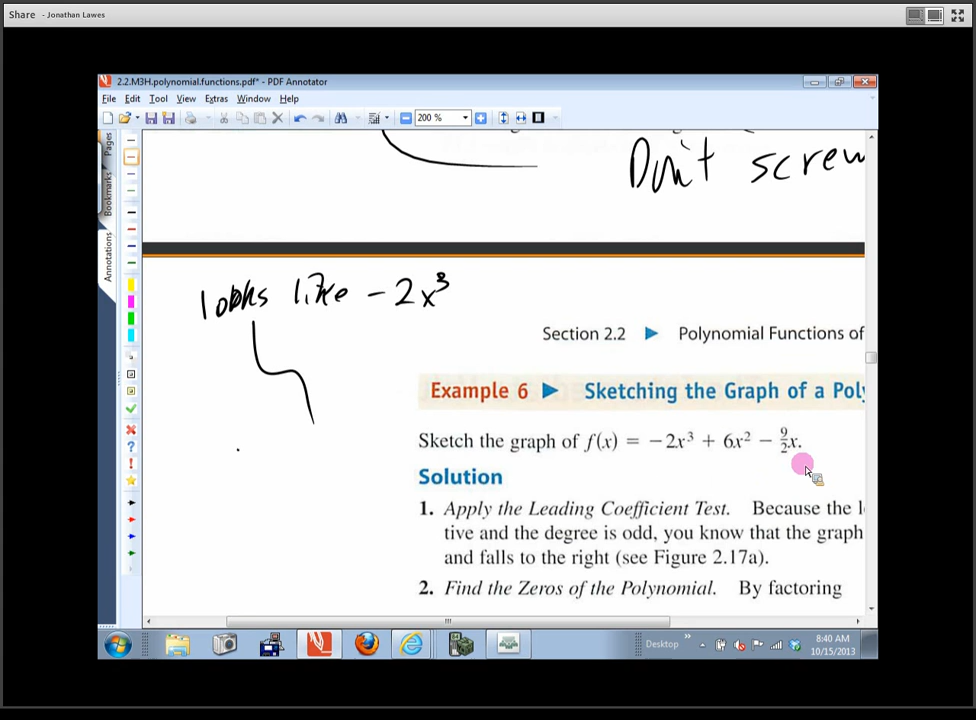 Share - Jonathan Lawes
2.2.M3H.polynomial.functions.pdf* - PDF Annotator
File Edit Tool View Extras Window Help
200 %
Pages
Bookmarks
Annotations
Don't screw
looks like -2x³
Section 2.2 ▶ Polynomial Functions of
Example 6 ▶ Sketching the Graph of a Poly
Sketch the graph of f(x) = −2x³ + 6x² − 9/2x.
Solution
1. Apply the Leading Coefficient Test. Because the l
tive and the degree is odd, you know that the graph
and falls to the right (see Figure 2.17a).
2. Find the Zeros of the Polynomial. By factoring
Desktop
8:40 AM
10/15/2013